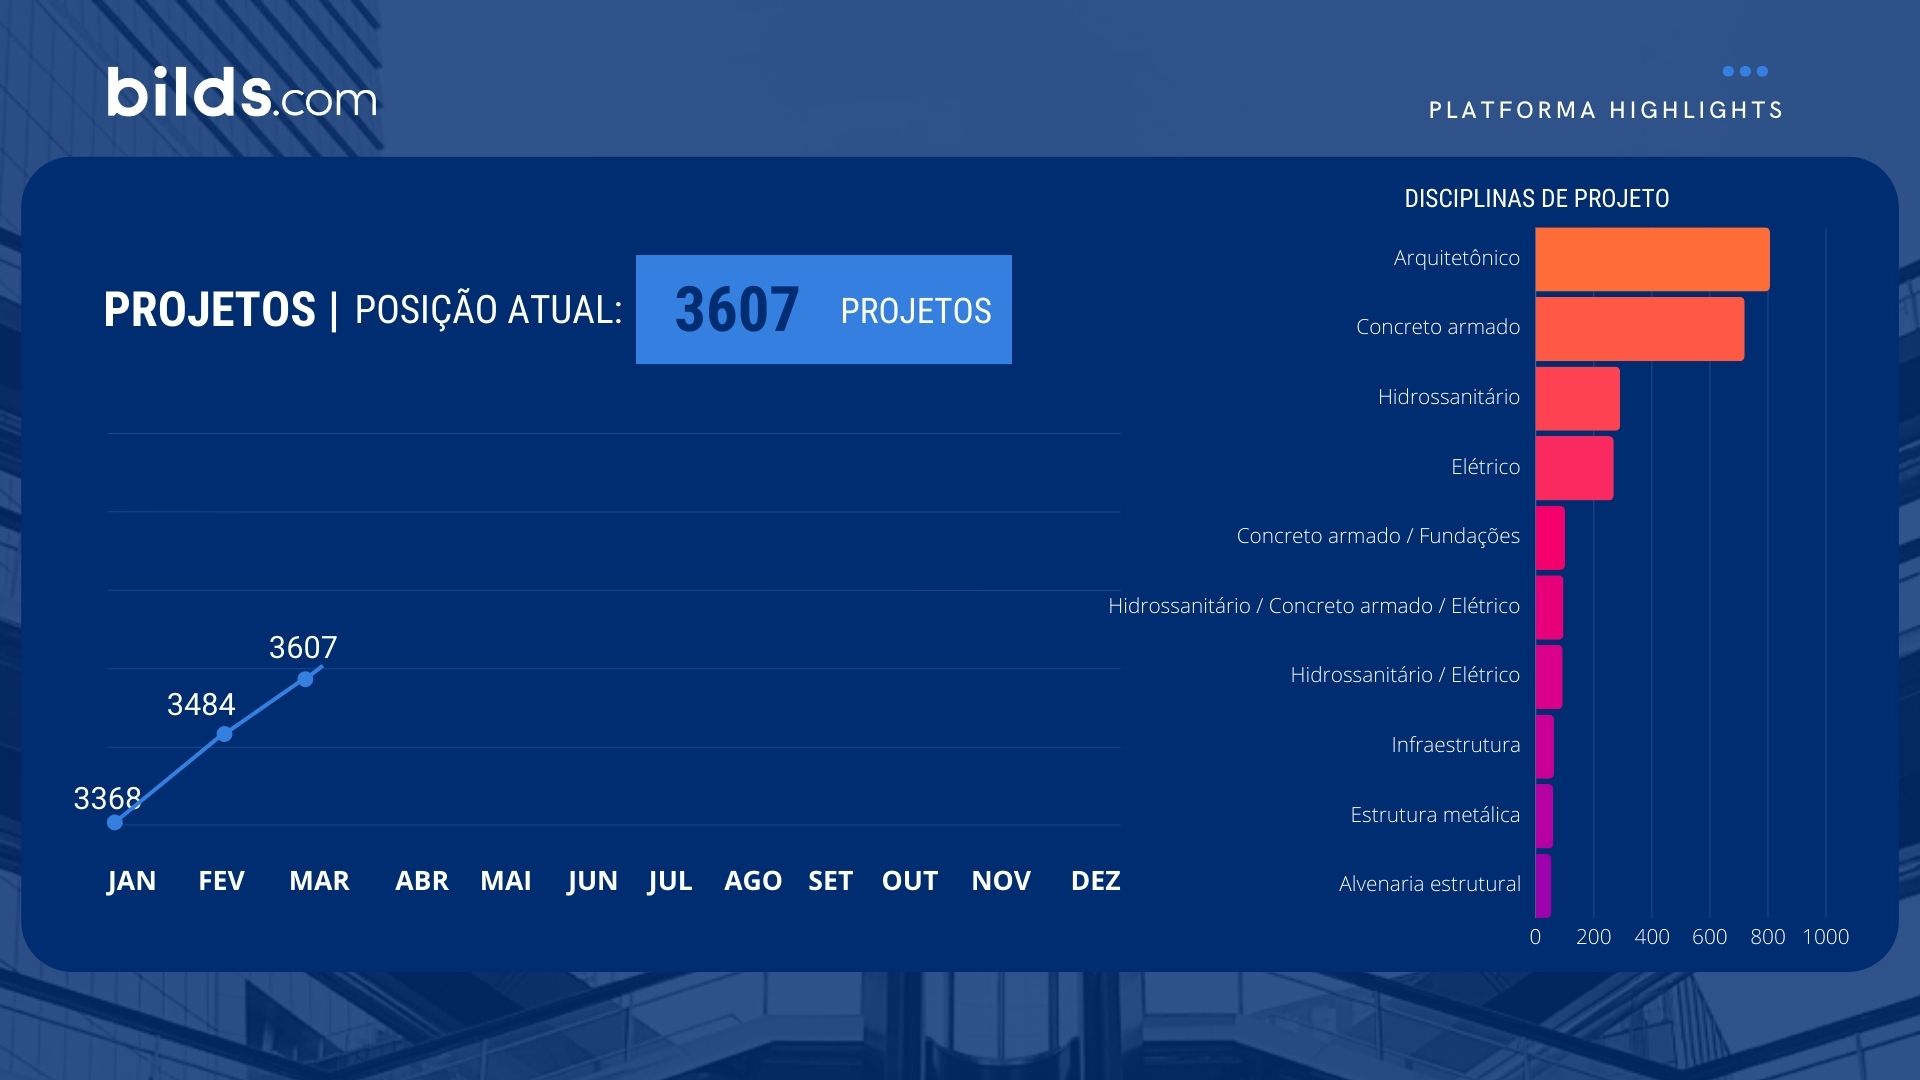 bilds.com
PLATFORMA HIGHLIGHTS
PROJETOS | POSIÇÃO ATUAL: 3607 PROJETOS
3607
3484
3368
JAN FEV MAR ABR MAI JUN JUL AGO SET OUT NOV DEZ
DISCIPLINAS DE PROJETO
Arquitetônico
Concreto armado
Hidrossanitário
Elétrico
Concreto armado / Fundações
Hidrossanitário / Concreto armado / Elétrico
Hidrossanitário / Elétrico
Infraestrutura
Estrutura metálica
Alvenaria estrutural
0 200 400 600 800 1000